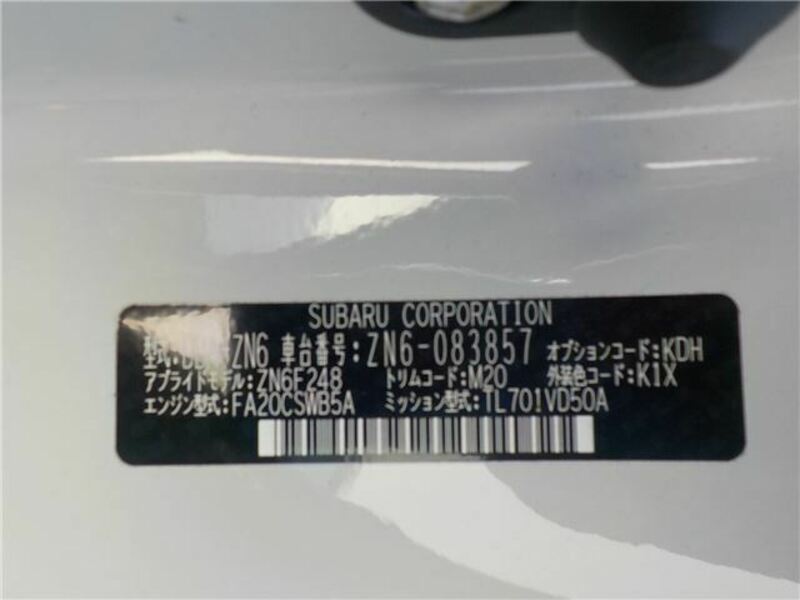 SUBARU CORPORATION
型式: ZN6 車台番号:ZN6-083857 オプションコード:KDH
アプライドモデル:ZN6F248 トリムコード:M20 外装色コード:K1X
エンジン型式:FA20CSWB5A ミッション型式:TL701VD50A